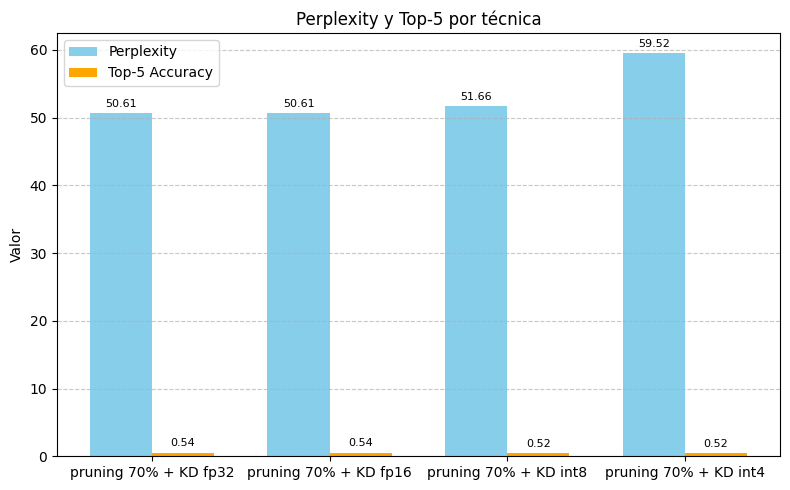 Perplexity y Top-5 por técnica
Perplexity
Top-5 Accuracy
Valor
60
50
40
30
20
10
0
50.61
0.54
50.61
0.54
51.66
0.52
59.52
0.52
pruning 70% + KD fp32
pruning 70% + KD fp16
pruning 70% + KD int8
pruning 70% + KD int4